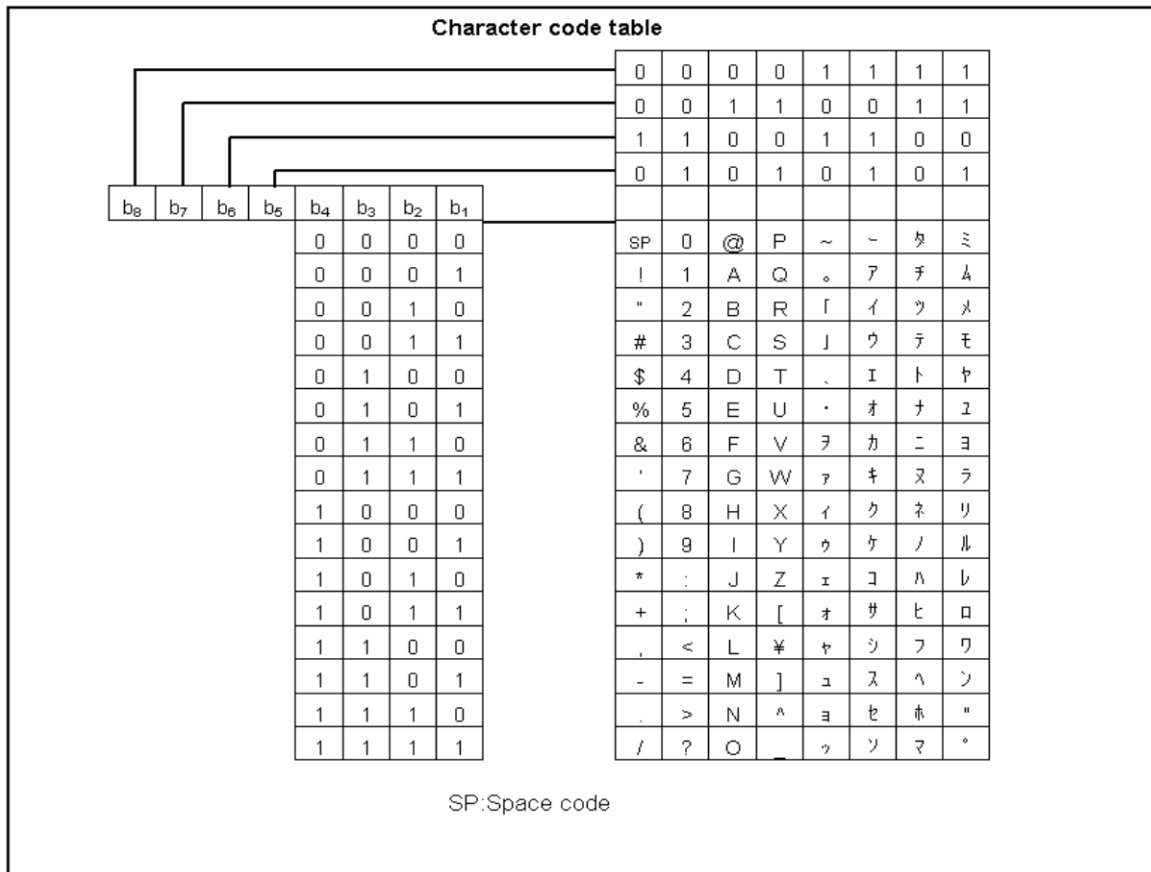 Character code table
0 0 0 0 1 1 1 1
0 0 1 1 0 0 1 1
1 1 0 0 1 1 0 0
0 1 0 1 0 1 0 1
b8 b7 b6 b5 b4 b3 b2 b1
0 0 0 0 SP 0 @ P ~ ｰ ﾀ ﾐ
0 0 0 1 ! 1 A Q ｡ ｱ ﾁ ﾑ
0 0 1 0 " 2 B R ｢ ｲ ﾂ ﾒ
0 0 1 1 # 3 C S ｣ ｳ ﾃ ﾓ
0 1 0 0 $ 4 D T ､ ｴ ﾄ ﾔ
0 1 0 1 % 5 E U ･ ｵ ﾅ ﾕ
0 1 1 0 & 6 F V ｦ ｶ ﾆ ﾖ
0 1 1 1 ' 7 G W ｧ ｷ ﾇ ﾗ
1 0 0 0 ( 8 H X ｨ ｸ ﾈ ﾘ
1 0 0 1 ) 9 I Y ｩ ｹ ﾉ ﾙ
1 0 1 0 * : J Z ｪ ｺ ﾊ ﾚ
1 0 1 1 + ; K [ ｫ ｻ ﾋ ﾛ
1 1 0 0 , < L ¥ ｬ ｼ ﾌ ﾜ
1 1 0 1 - = M ] ｭ ｽ ﾍ ﾝ
1 1 1 0 . > N ^ ｮ ｾ ﾎ "
1 1 1 1 / ? O _ ｯ ｿ ﾏ °
SP:Space code